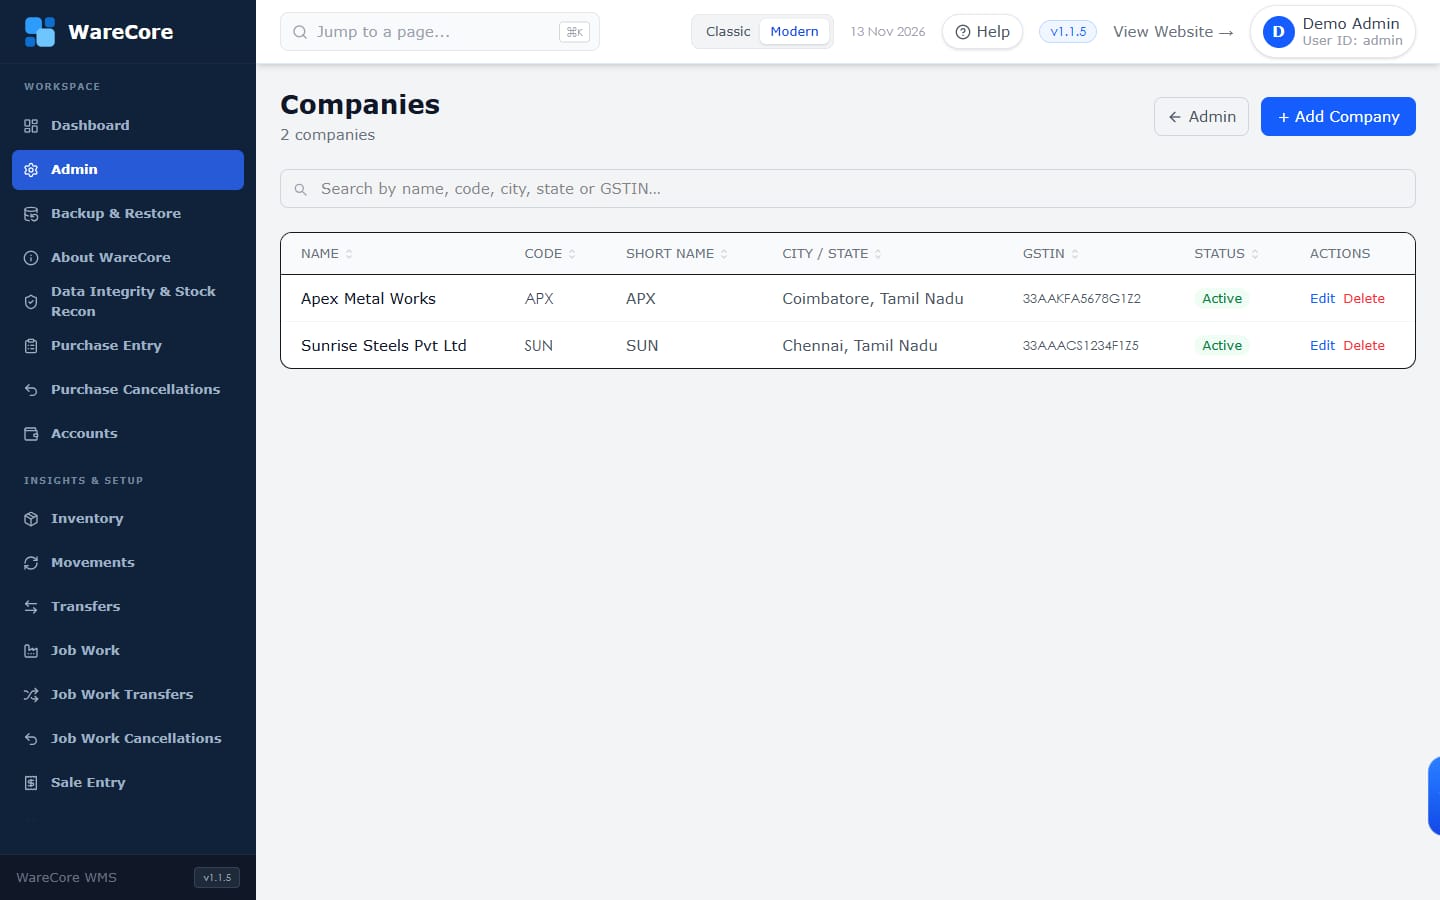 WareCore
Jump to a page...
⌘K
Classic
Modern
13 Nov 2026
Help
v1.1.5
View Website →
D
Demo Admin
User ID: admin
WORKSPACE
Dashboard
Admin
Backup & Restore
About WareCore
Data Integrity & Stock
Recon
Purchase Entry
Purchase Cancellations
Accounts
INSIGHTS & SETUP
Inventory
Movements
Transfers
Job Work
Job Work Transfers
Job Work Cancellations
Sale Entry
WareCore WMS
v1.1.5
Companies
2 companies
← Admin
+ Add Company
Search by name, code, city, state or GSTIN...
NAME CODE SHORT NAME CITY / STATE GSTIN STATUS ACTIONS
Apex Metal Works APX APX Coimbatore, Tamil Nadu 33AAKFA5678G1Z2 Active Edit Delete
Sunrise Steels Pvt Ltd SUN SUN Chennai, Tamil Nadu 33AAACS1234F1Z5 Active Edit Delete